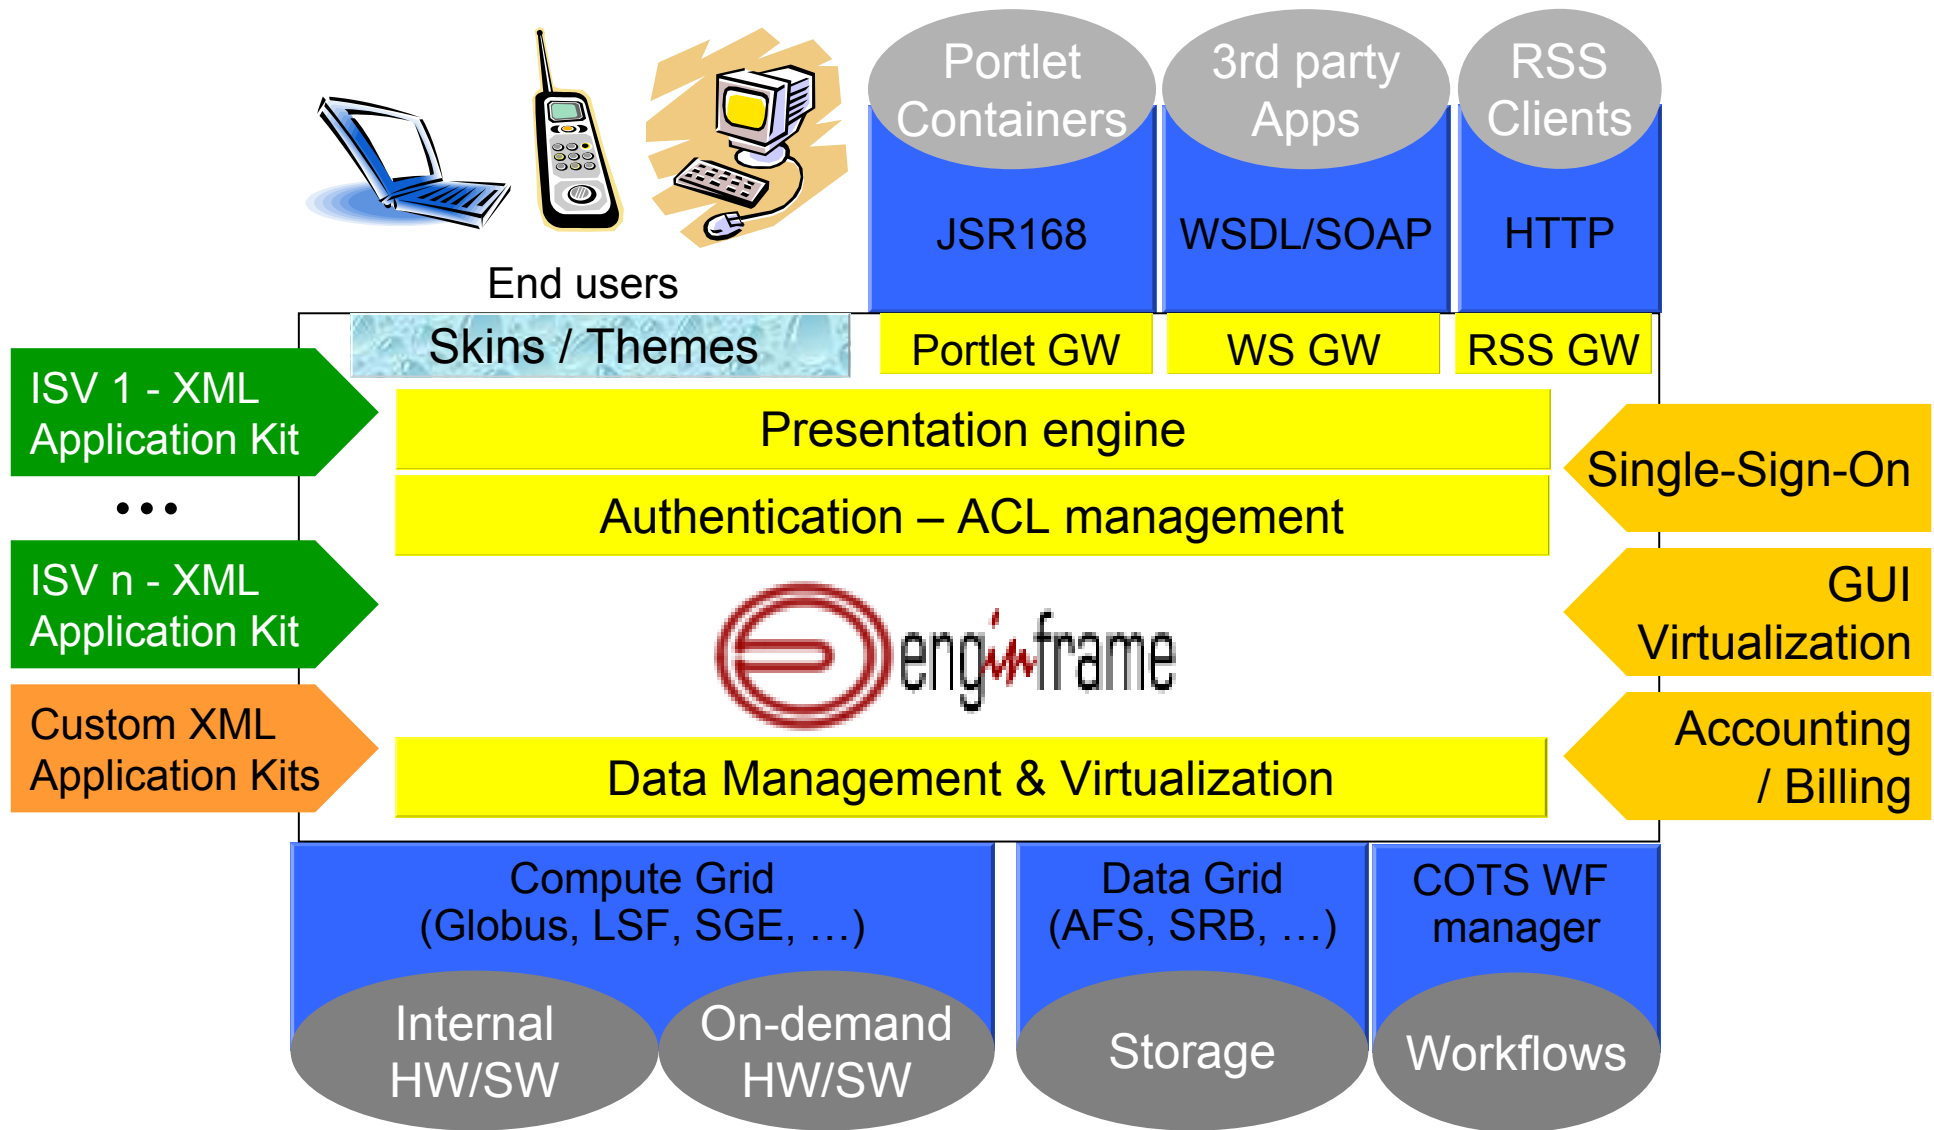 Portlet
Containers
3rd party
Apps
RSS
Clients
JSR168
WSDL/SOAP
HTTP
End users
Skins / Themes
Portlet GW
WS GW
RSS GW
ISV 1 - XML
Application Kit
Presentation engine
Single-Sign-On
•••
Authentication – ACL management
ISV n - XML
Application Kit
GUI
Virtualization
enginframe
Custom XML
Application Kits
Accounting
/ Billing
Data Management & Virtualization
Compute Grid
(Globus, LSF, SGE, …)
Data Grid
(AFS, SRB, …)
COTS WF
manager
Internal
HW/SW
On-demand
HW/SW
Storage
Workflows